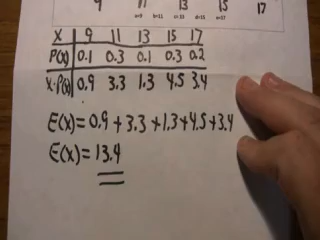 9 11 13 15 17
X 9 11 13 15 17
P(x) 0.1 0.3 0.1 0.3 0.2
X·P(x) 0.9 3.3 1.3 4.5 3.4
E(x)=0.9+3.3+1.3+4.5+3.4
E(x)=13.4